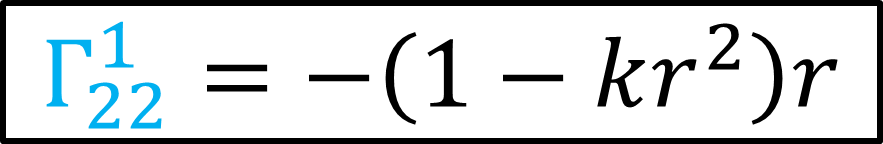 Γ¹₂₂ = −(1 − kr²)r